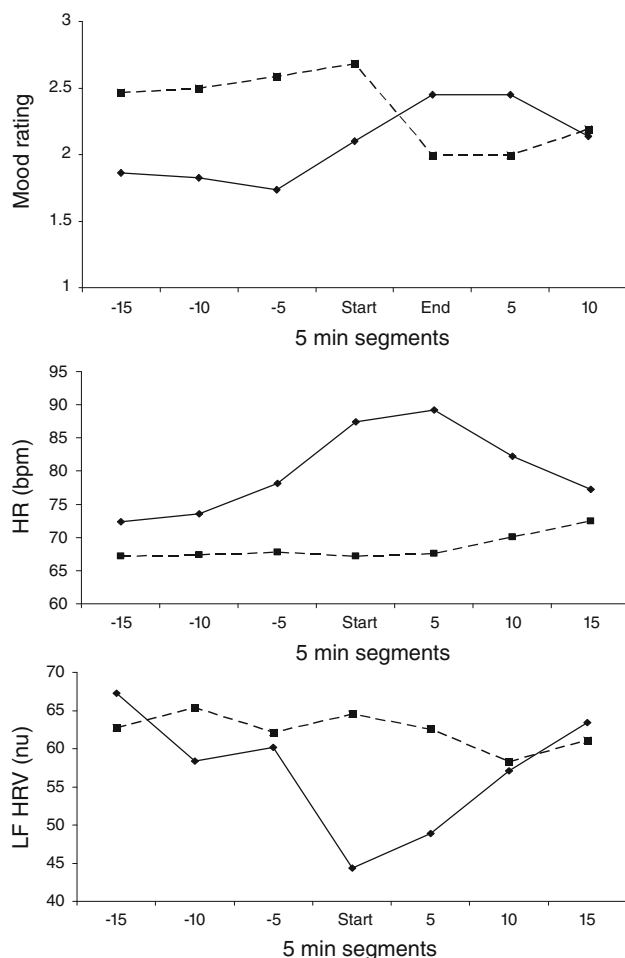 3
2.5
2
1.5
1
Mood rating
-15 -10 -5 Start End 5 10
5 min segments
95
90
85
80
75
70
65
60
HR (bpm)
-15 -10 -5 Start 5 10 15
5 min segments
70
65
60
55
50
45
40
LF HRV (nu)
-15 -10 -5 Start 5 10 15
5 min segments